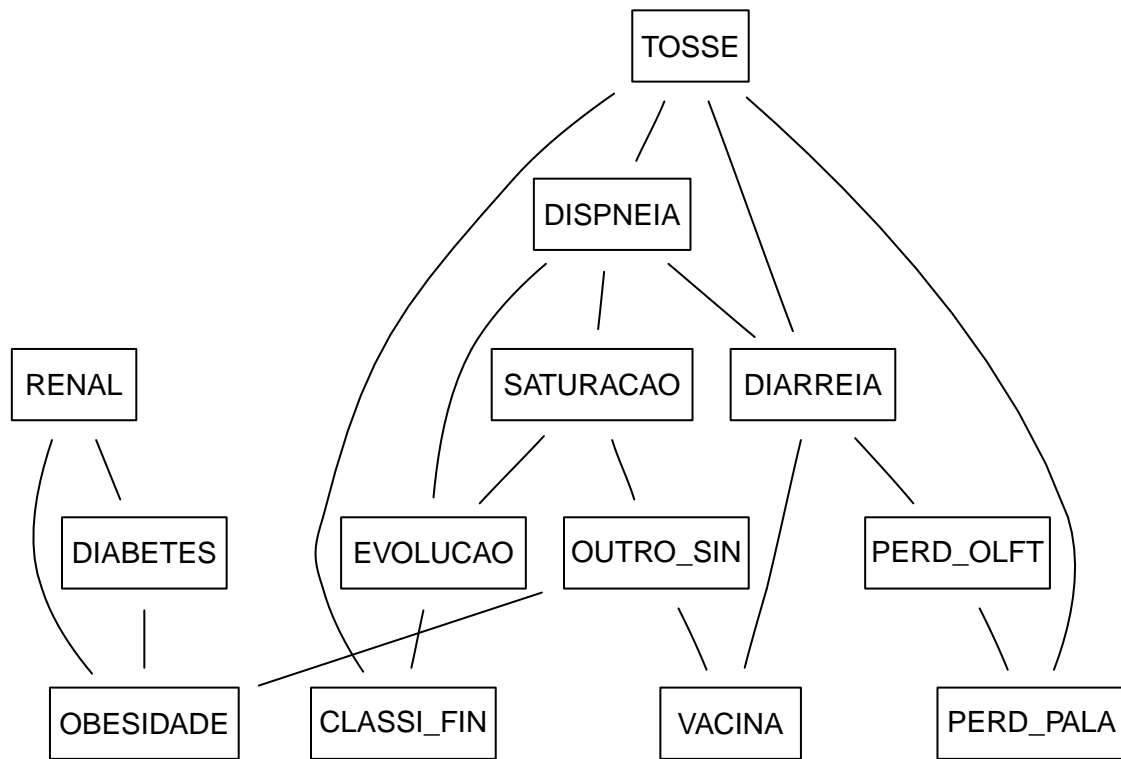 TOSSE
DISPNEIA
RENAL
SATURACAO
DIARREIA
DIABETES
EVOLUCAO
OUTRO_SIN
PERD_OLFT
OBESIDADE
CLASSI_FIN
VACINA
PERD_PALA